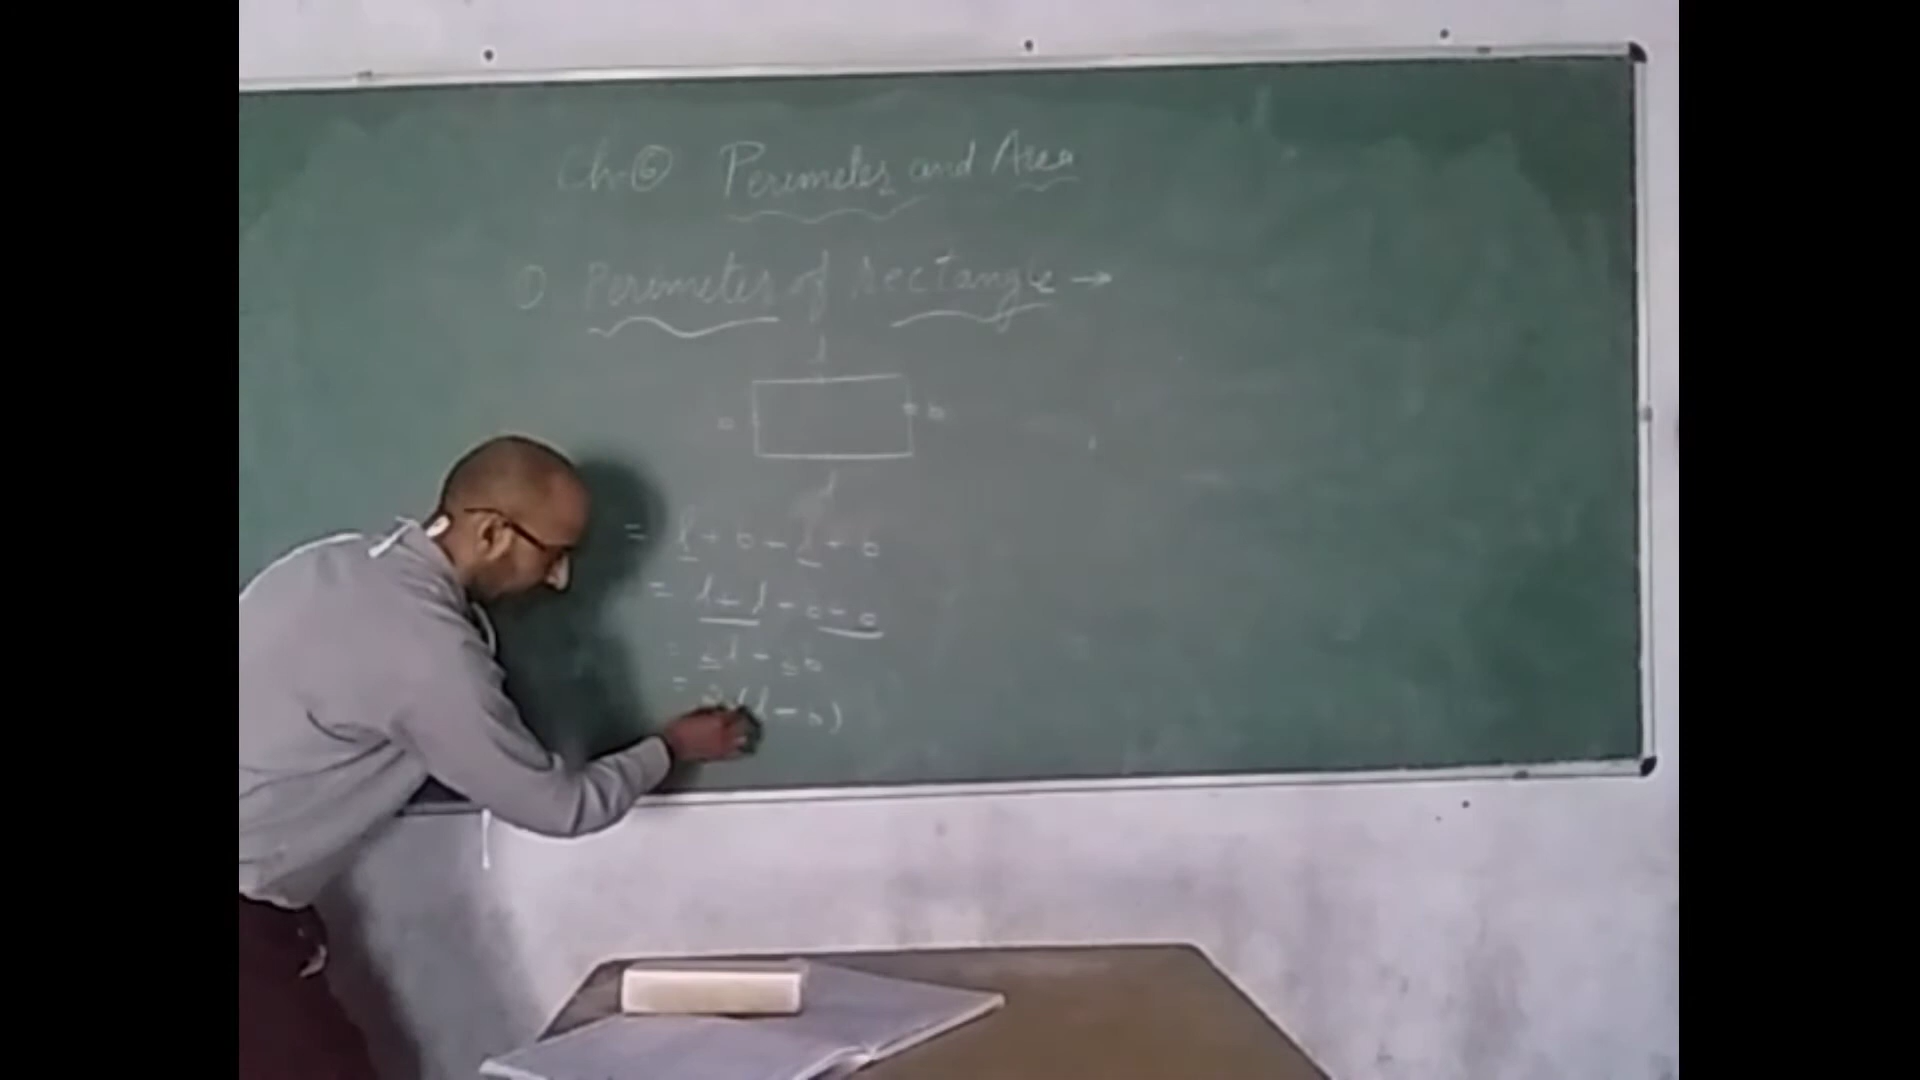 Ch-⑥ Perimeter and Area
① Perimeter of Rectangle →
l
b b
l
= l + b + l + b
= l + l + b + b
= 2l + 2b
= 2(l + b)